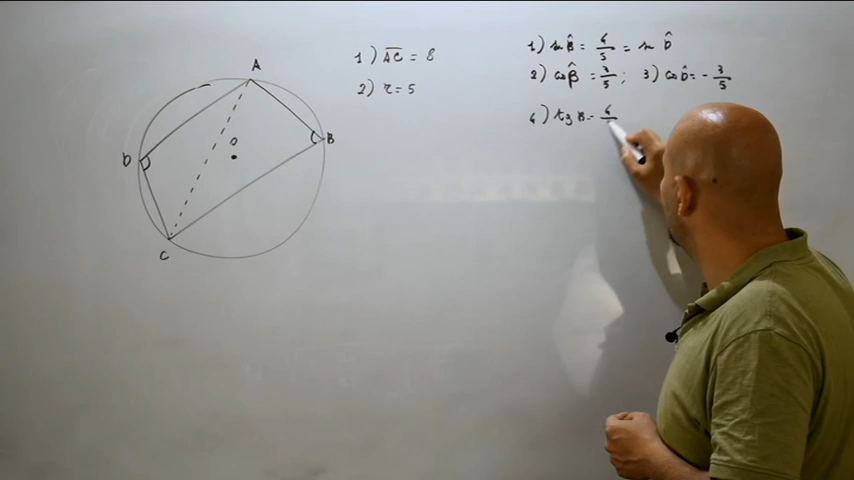 A
B
O
D
C
1) AC = 8
2) r = 5
1) sin B̂ = 4/5 = sin D̂
2) cos β̂ = 3/5 ; 3) cos D̂ = - 3/5
4) tg B = 4/